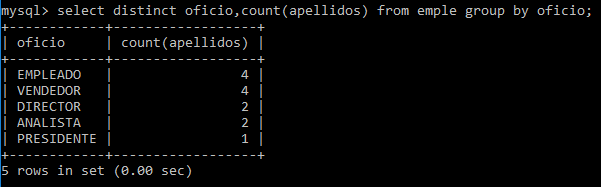 mysql> select distinct oficio,count(apellidos) from emple group by oficio;
+------------+------------------+
| oficio     | count(apellidos) |
+------------+------------------+
| EMPLEADO   |                4 |
| VENDEDOR   |                4 |
| DIRECTOR   |                2 |
| ANALISTA   |                2 |
| PRESIDENTE |                1 |
+------------+------------------+
5 rows in set (0.00 sec)